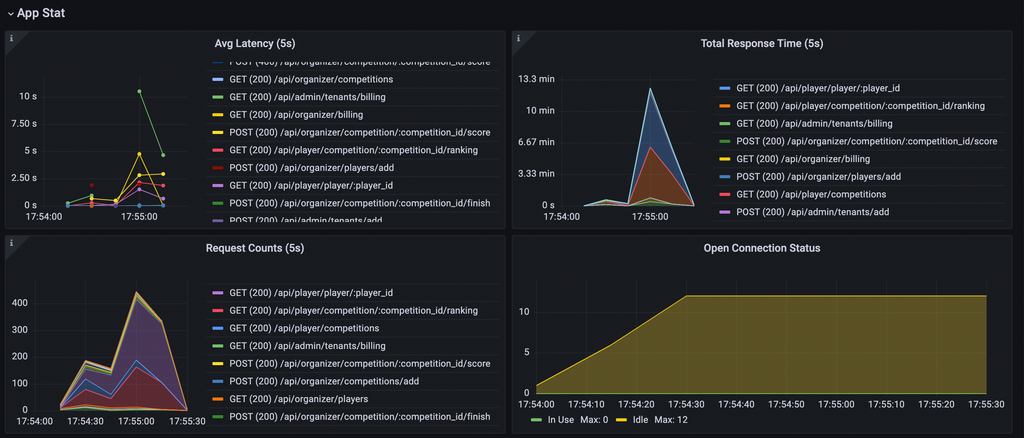 App Stat
Avg Latency (5s)
10 s
7.50 s
5 s
2.50 s
0 s
17:54:00
17:55:00
POST (400) /api/organizer/competition/:competition_id/score
GET (200) /api/organizer/competitions
GET (200) /api/admin/tenants/billing
GET (200) /api/organizer/billing
POST (200) /api/organizer/competition/:competition_id/score
GET (200) /api/player/competition/:competition_id/ranking
POST (200) /api/organizer/players/add
GET (200) /api/player/player/:player_id
POST (200) /api/organizer/competition/:competition_id/finish
POST (200) /api/admin/tenants/add
Total Response Time (5s)
13.3 min
10 min
6.67 min
3.33 min
0 s
17:54:00
17:55:00
GET (200) /api/player/player/:player_id
GET (200) /api/player/competition/:competition_id/ranking
GET (200) /api/admin/tenants/billing
POST (200) /api/organizer/competition/:competition_id/score
GET (200) /api/organizer/billing
POST (200) /api/organizer/players/add
GET (200) /api/player/competitions
POST (200) /api/admin/tenants/add
Request Counts (5s)
400
300
200
100
0
17:54:00
17:54:30
17:55:00
17:55:30
GET (200) /api/player/player/:player_id
GET (200) /api/player/competition/:competition_id/ranking
GET (200) /api/player/competitions
GET (200) /api/admin/tenants/billing
POST (200) /api/organizer/competition/:competition_id/score
POST (200) /api/organizer/competitions/add
GET (200) /api/organizer/players
POST (200) /api/organizer/competition/:competition_id/finish
Open Connection Status
10
5
0
17:54:00
17:54:10
17:54:20
17:54:30
17:54:40
17:54:50
17:55:00
17:55:10
17:55:20
17:55:30
In Use Max: 0 Idle Max: 12